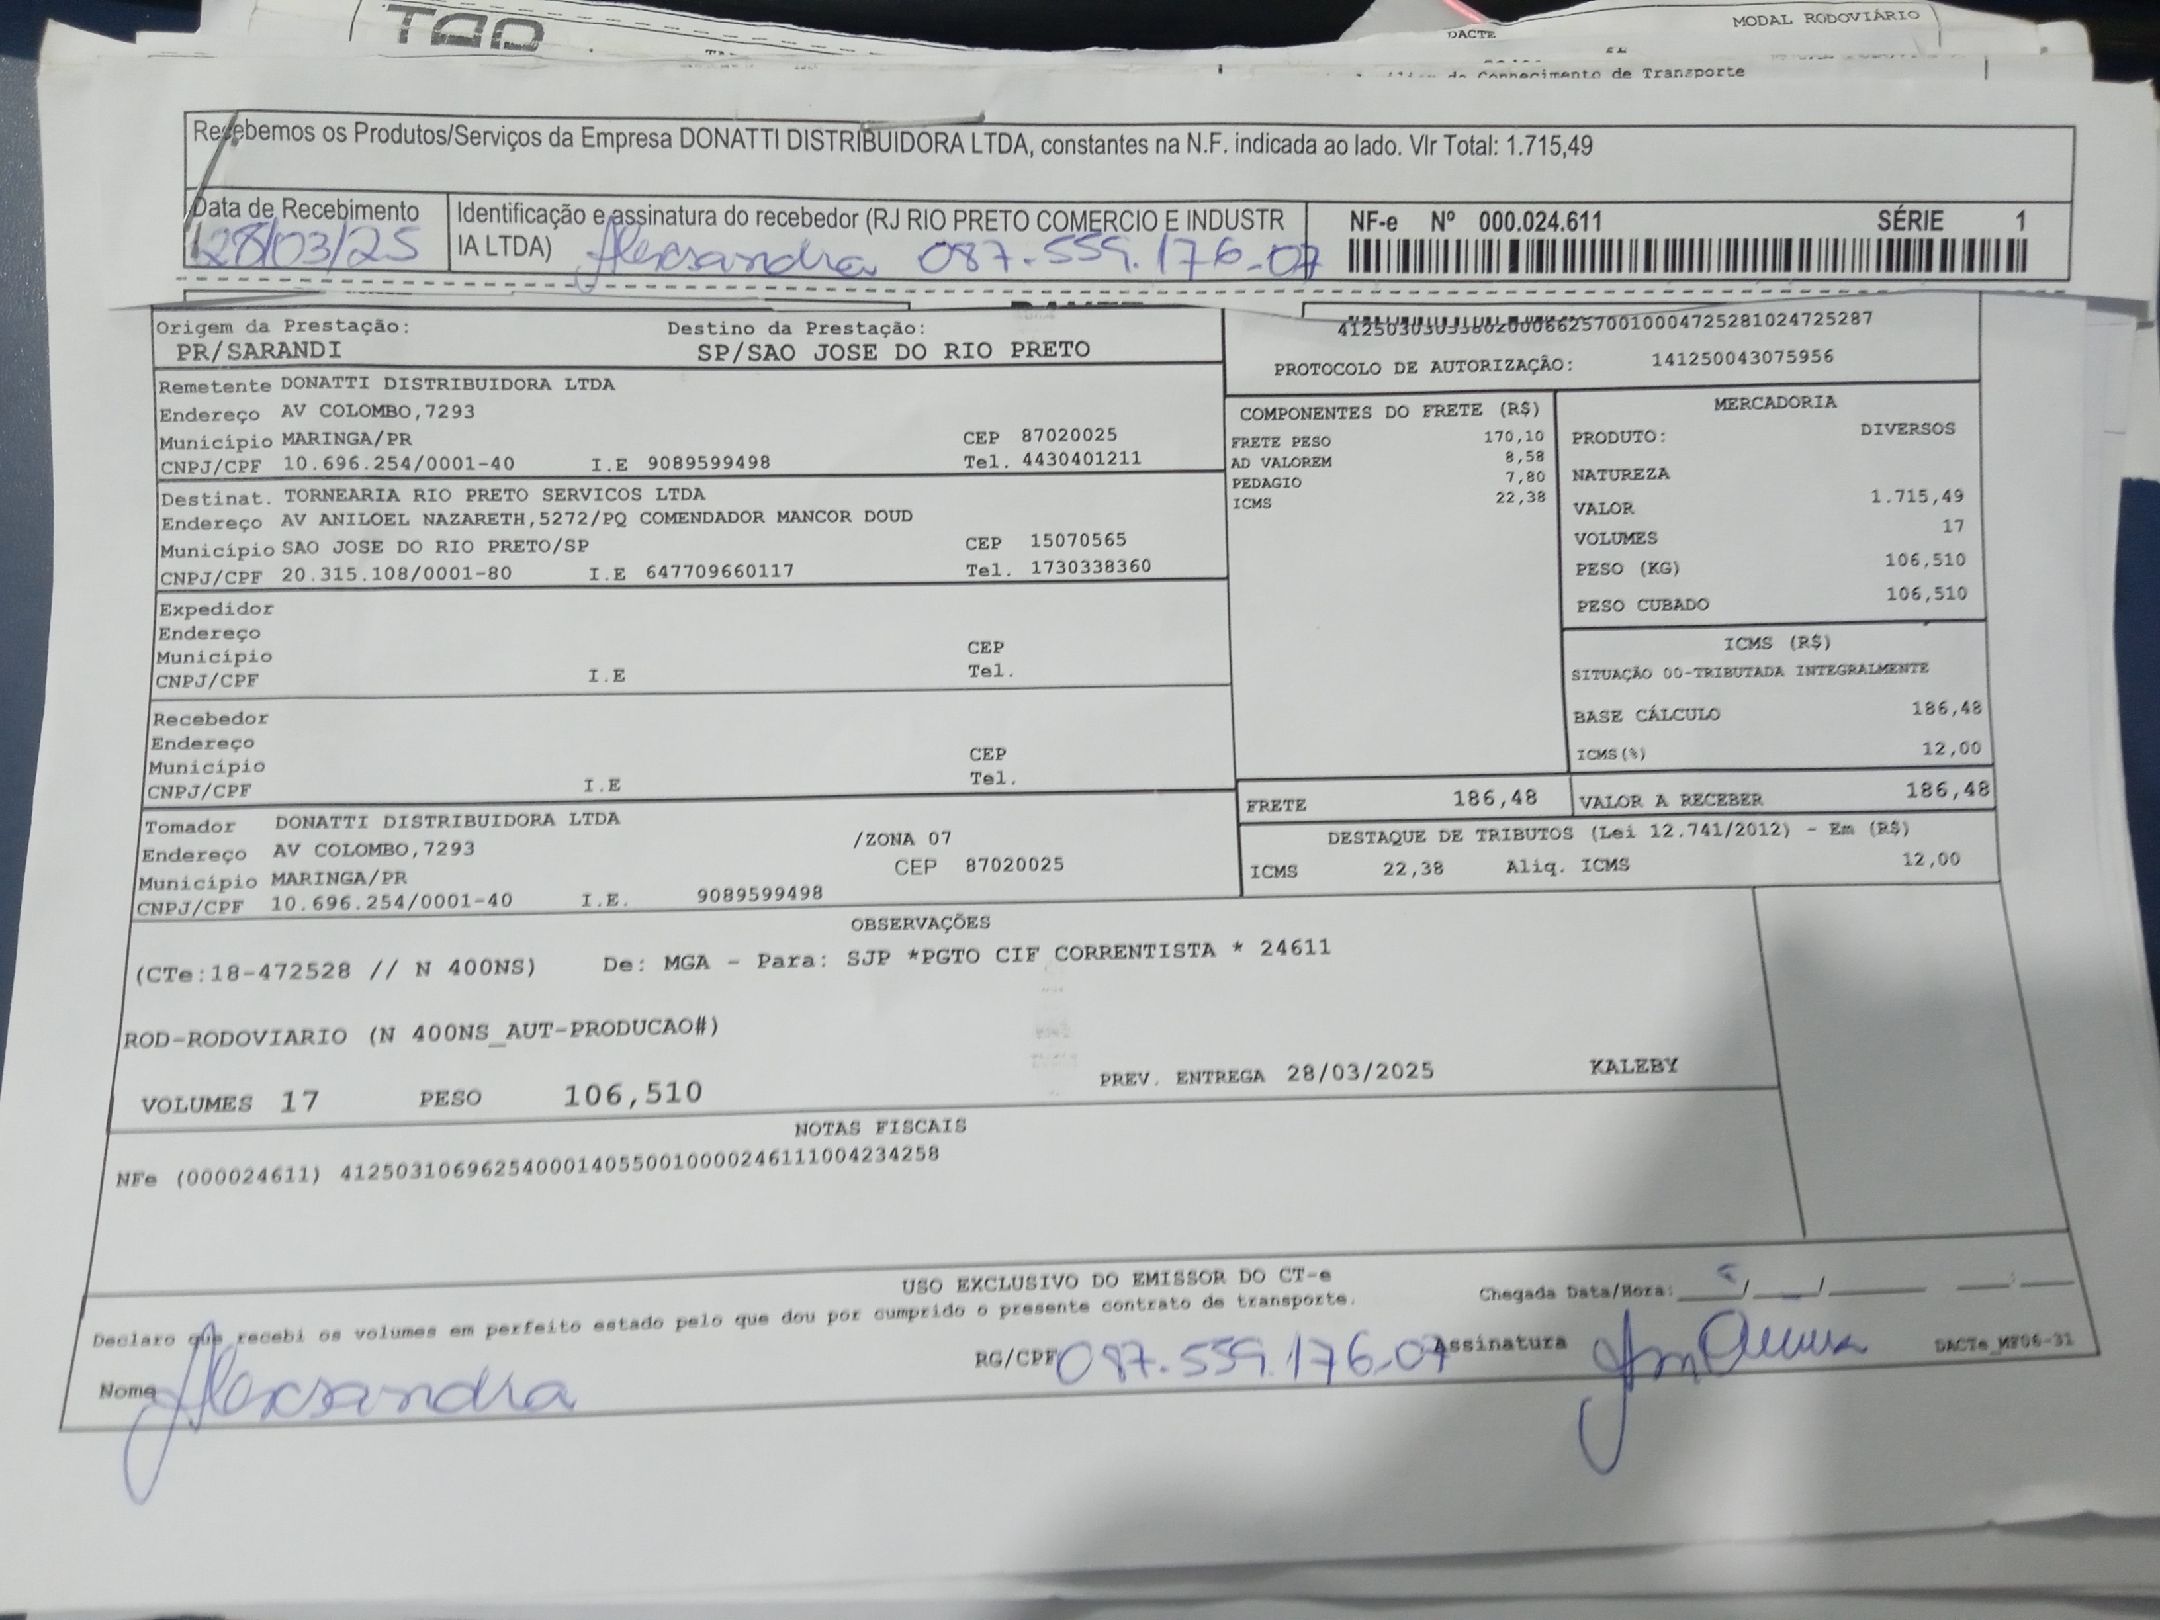 TAD
DACTE
MODAL RODOVIÁRIO
Conhecimento de Transporte
Recebemos os Produtos/Serviços da Empresa DONATTI DISTRIBUIDORA LTDA, constantes na N.F. indicada ao lado. Vlr Total: 1.715,49
Data de Recebimento
28/03/25
Identificação e assinatura do recebedor (RJ RIO PRETO COMERCIO E INDUSTR
IA LTDA) Alexsandra 087.559.176-07
NF-e Nº 000.024.611 SÉRIE 1
Origem da Prestação: Destino da Prestação:
PR/SARANDI SP/SAO JOSE DO RIO PRETO
PROTOCOLO DE AUTORIZAÇÃO: 141250043075956
Remetente DONATTI DISTRIBUIDORA LTDA
Endereço AV COLOMBO,7293
Município MARINGA/PR CEP 87020025
CNPJ/CPF 10.696.254/0001-40 I.E 9089599498 Tel. 4430401211
Destinat. TORNEARIA RIO PRETO SERVICOS LTDA
Endereço AV ANILOEL NAZARETH,5272/PQ COMENDADOR MANCOR DOUD
Município SAO JOSE DO RIO PRETO/SP CEP 15070565
CNPJ/CPF 20.315.108/0001-80 I.E 647709660117 Tel. 1730338360
Expedidor
Endereço
Município CEP
CNPJ/CPF I.E Tel.
Recebedor
Endereço
Município CEP
CNPJ/CPF I.E Tel.
Tomador DONATTI DISTRIBUIDORA LTDA
Endereço AV COLOMBO,7293 /ZONA 07
Município MARINGA/PR CEP 87020025
CNPJ/CPF 10.696.254/0001-40 I.E. 9089599498
COMPONENTES DO FRETE (R$)
FRETE PESO 170,10
AD VALOREM 8,58
PEDAGIO 7,80
ICMS 22,38
MERCADORIA
PRODUTO: DIVERSOS
NATUREZA
VALOR 1.715,49
VOLUMES 17
PESO (KG) 106,510
PESO CUBADO 106,510
ICMS (R$)
SITUAÇÃO 00-TRIBUTADA INTEGRALMENTE
BASE CÁLCULO 186,48
ICMS(%) 12,00
FRETE 186,48 VALOR A RECEBER 186,48
DESTAQUE DE TRIBUTOS (Lei 12.741/2012) - Em (R$)
ICMS 22,38 Aliq. ICMS 12,00
OBSERVAÇÕES
(CTe:18-472528 // N 400NS) De: MGA - Para: SJP *PGTO CIF CORRENTISTA * 24611
ROD-RODOVIARIO (N 400NS_AUT-PRODUCAO#)
VOLUMES 17 PESO 106,510 PREV. ENTREGA 28/03/2025 KALEBY
NOTAS FISCAIS
NFe (000024611) 41250310696254000140550010000246111004234258
USO EXCLUSIVO DO EMISSOR DO CT-e
Declaro que recebi os volumes em perfeito estado pelo que dou por cumprido o presente contrato de transporte.
Chegada Data/Hora: ____/____/______ ___:___
Nome Alexsandra RG/CPF 087.559.176-07 Assinatura
DACTe_MF06-31